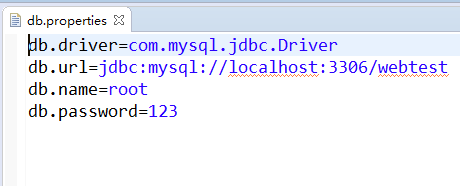 db.properties
db.driver=com.mysql.jdbc.Driver
db.url=jdbc:mysql://localhost:3306/webtest
db.name=root
db.password=123